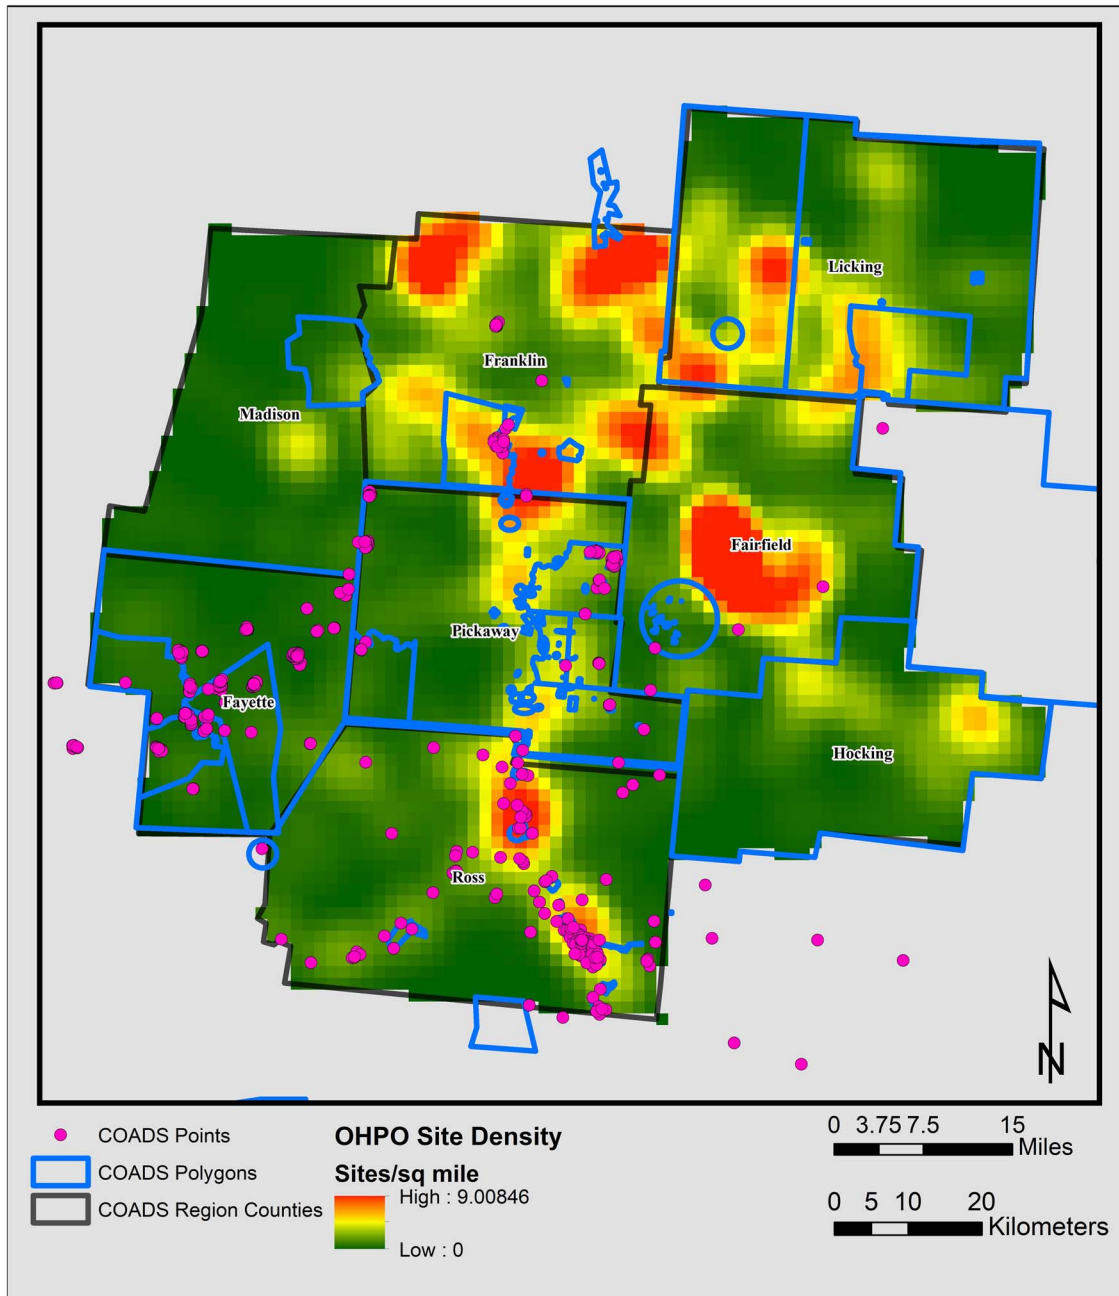 Licking
Franklin
Madison
Fairfield
Pickaway
Fayette
Hocking
Ross
N
COADS Points
COADS Polygons
COADS Region Counties
OHPO Site Density
Sites/sq mile
High : 9.00846
Low : 0
0 3.75 7.5 15
Miles
0 5 10 20
Kilometers